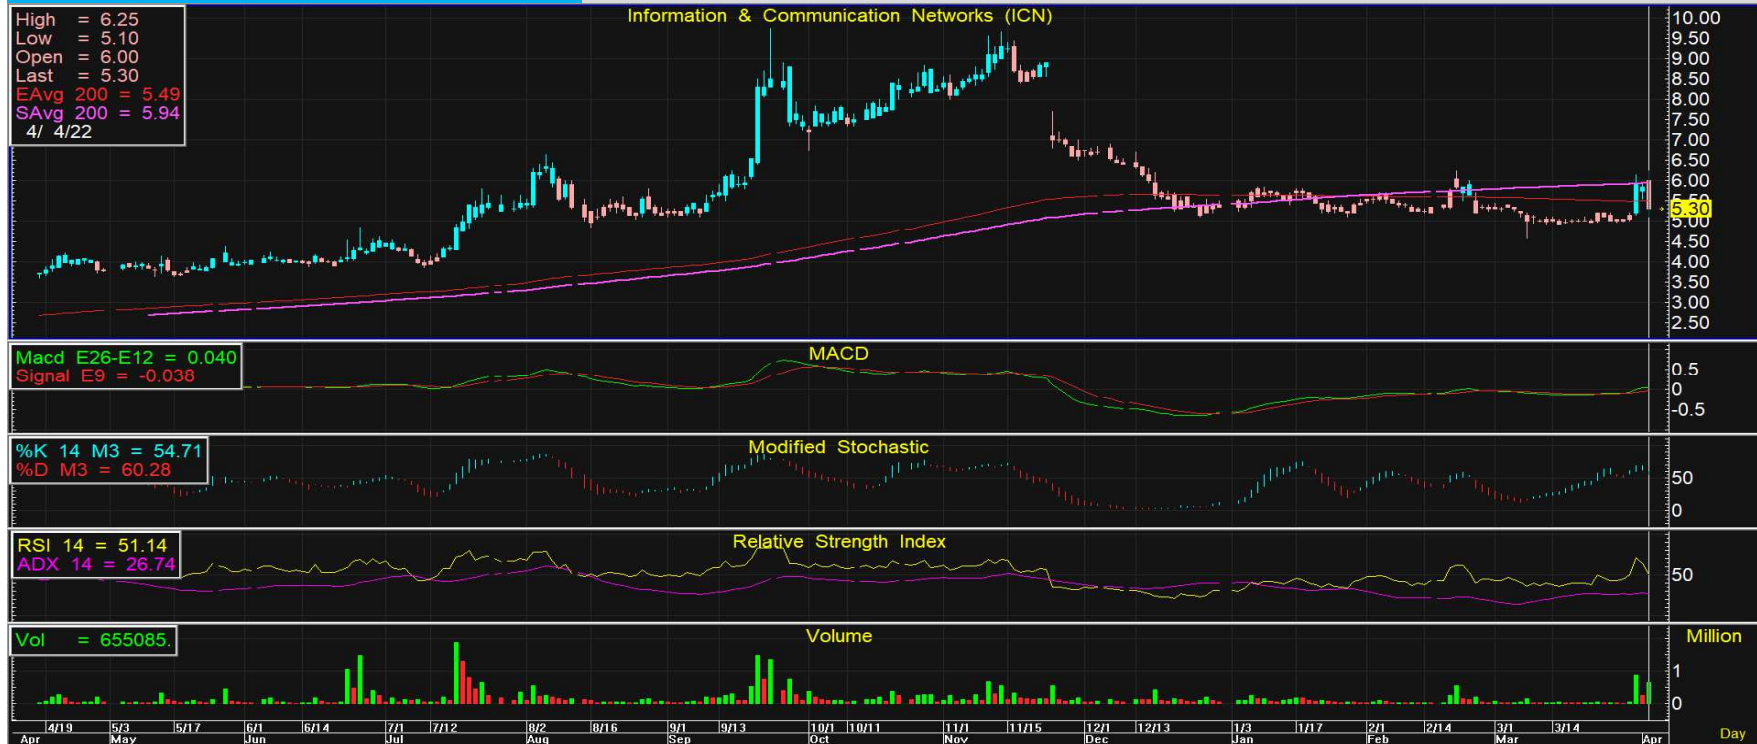 Information & Communication Networks (ICN)
High = 6.25
Low = 5.10
Open = 6.00
Last = 5.30
EAvg 200 = 5.49
SAvg 200 = 5.94
4/ 4/22
10.00
9.50
9.00
8.50
8.00
7.50
7.00
6.50
6.00
5.30
5.00
4.50
4.00
3.50
3.00
2.50
MACD
Macd E26-E12 = 0.040
Signal E9 = -0.038
0.5
0
-0.5
Modified Stochastic
%K 14 M3 = 54.71
%D M3 = 60.28
50
0
Relative Strength Index
RSI 14 = 51.14
ADX 14 = 26.74
50
Volume
Million
Vol = 655085.
1
0
4/19 5/3 5/17 6/1 6/14 7/1 7/12 8/2 8/16 9/1 9/13 10/1 10/11 11/1 11/15 12/1 12/13 1/3 1/17 2/1 2/14 3/1 3/14
Apr May Jun Jul Aug Sep Oct Nov Dec Jan Feb Mar Apr Day